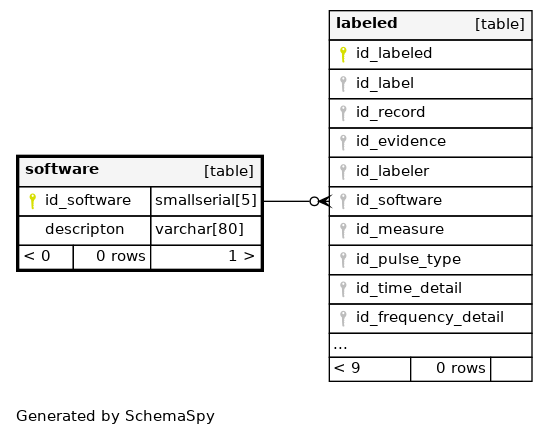 labeled [table]
id_labeled
id_label
id_record
id_evidence
id_labeler
id_software
id_measure
id_pulse_type
id_time_detail
id_frequency_detail
...
< 9 0 rows
software [table]
id_software smallserial[5]
descripton varchar[80]
< 0 0 rows 1 >
Generated by SchemaSpy